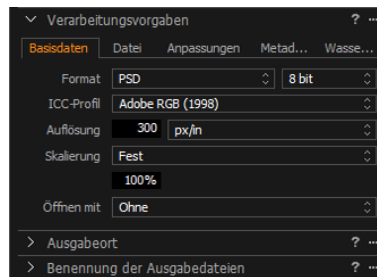 Verarbeitungsvorgaben ? ...
Basisdaten Datei Anpassungen Metad... Wasse...
Format PSD 8 bit
ICC-Profil Adobe RGB (1998)
Auflösung 300 px/in
Skalierung Fest
100%
Öffnen mit Ohne
Ausgabeort ? ...
Benennung der Ausgabedateien ? ...